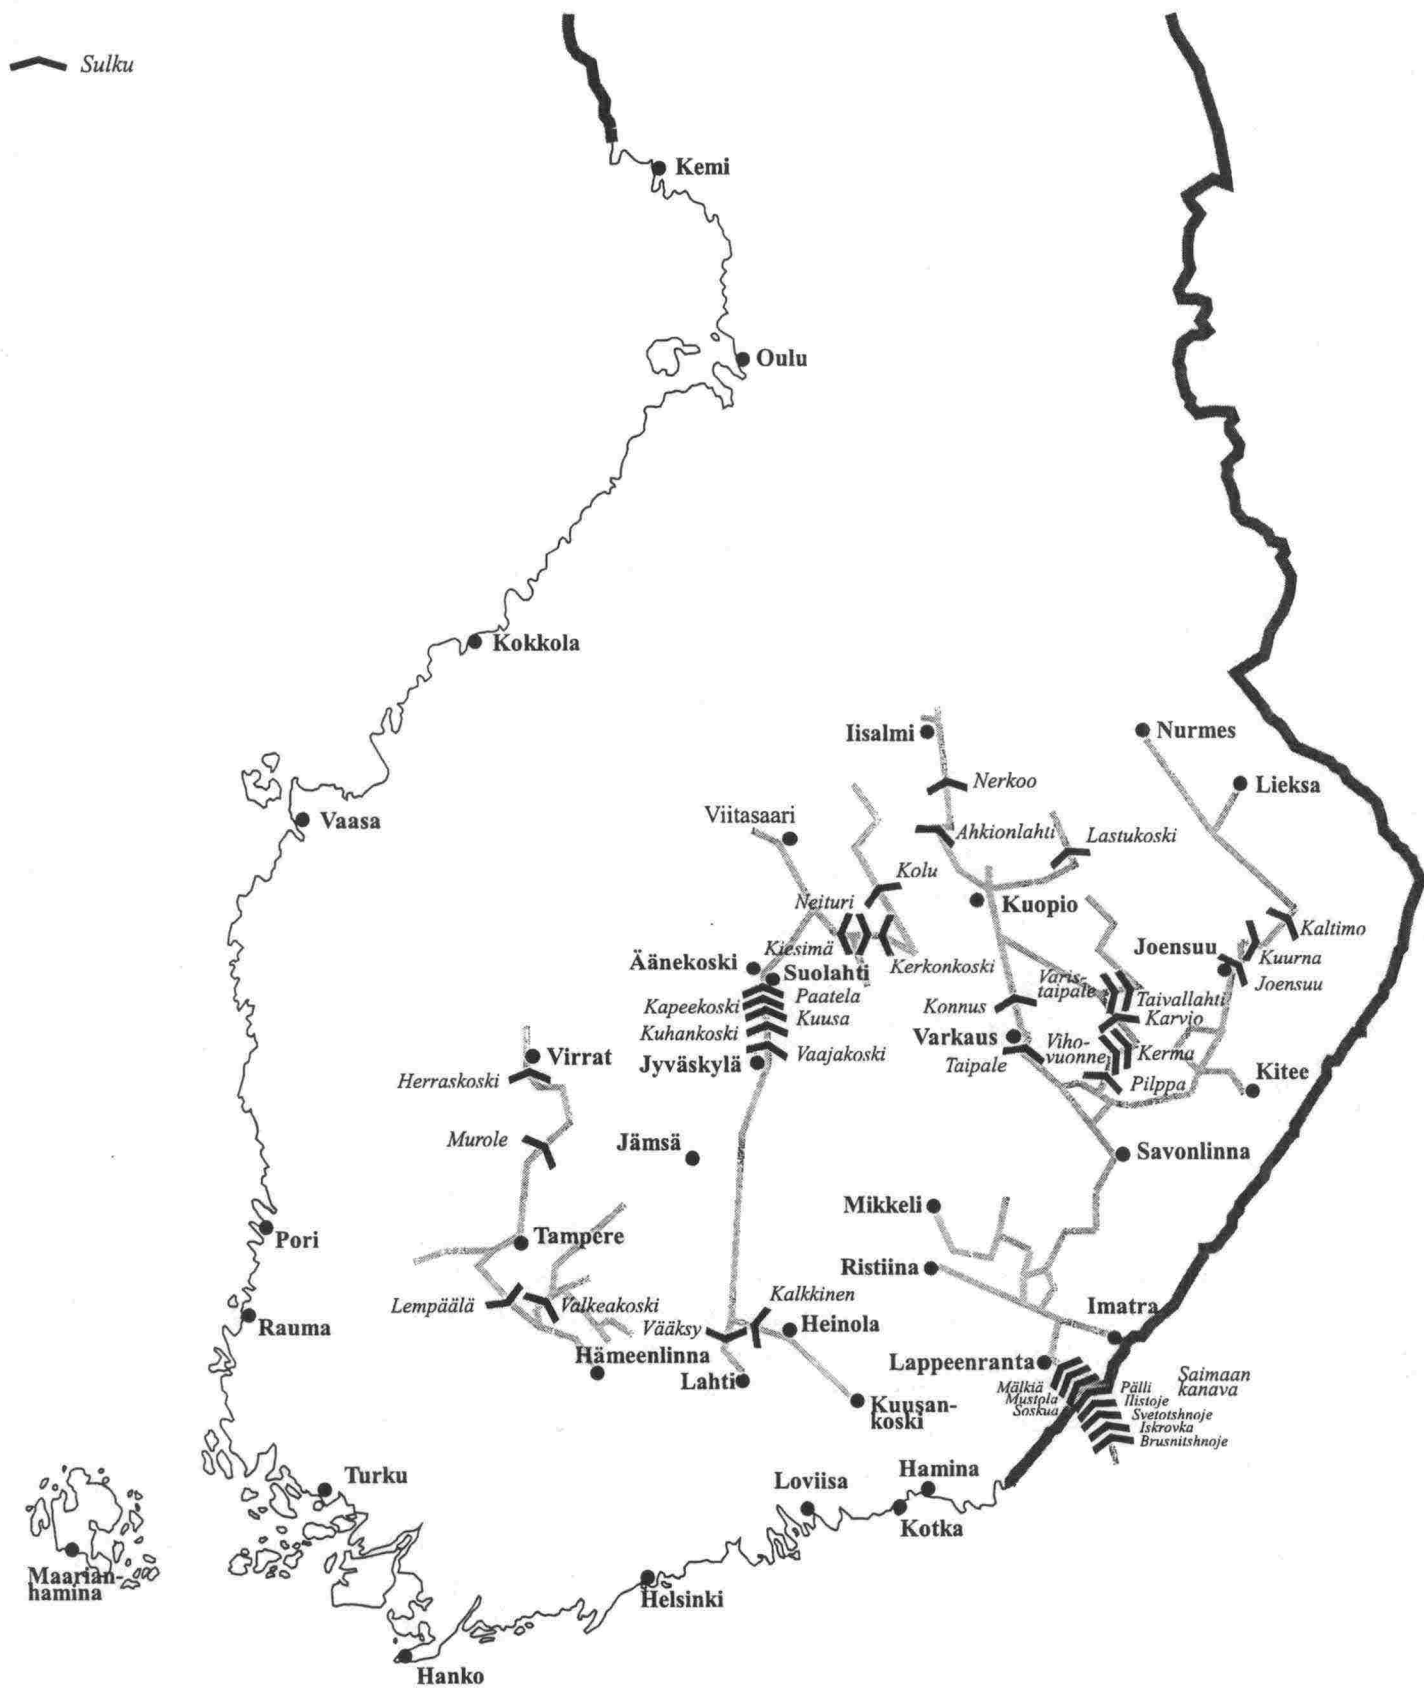 Sulku
Kemi
Oulu
Kokkola
Iisalmi
Nurmes
Nerkoo
Lieksa
Vaasa
Viitasaari
Ahkionlahti
Lastukoski
Kolu
Neituri
Kuopio
Kaltimo
Kiesimä
Joensuu
Kuurna
Äänekoski
Suolahti
Kerkonkoski
Varis-
taipale
Joensuu
Kapeekoski
Paatela
Konnus
Taivallahti
Kuusa
Karvio
Kuhankoski
Varkaus
Viho-
vuonne
Virrat
Jyväskylä
Vaajakoski
Taipale
Kerma
Herraskoski
Pilppa
Kitee
Murole
Jämsä
Savonlinna
Mikkeli
Pori
Tampere
Ristiina
Lempäälä
Valkeakoski
Kalkkinen
Imatra
Rauma
Vääksy
Heinola
Hämeenlinna
Lappeenranta
Lahti
Mälkiä
Mustola
Soskua
Pälli
Ilistoje
Svetotshnoje
Iskrovka
Brusnitshnoje
Saimaan
kanava
Kuusan-
koski
Turku
Loviisa
Hamina
Kotka
Maarian-
hamina
Helsinki
Hanko